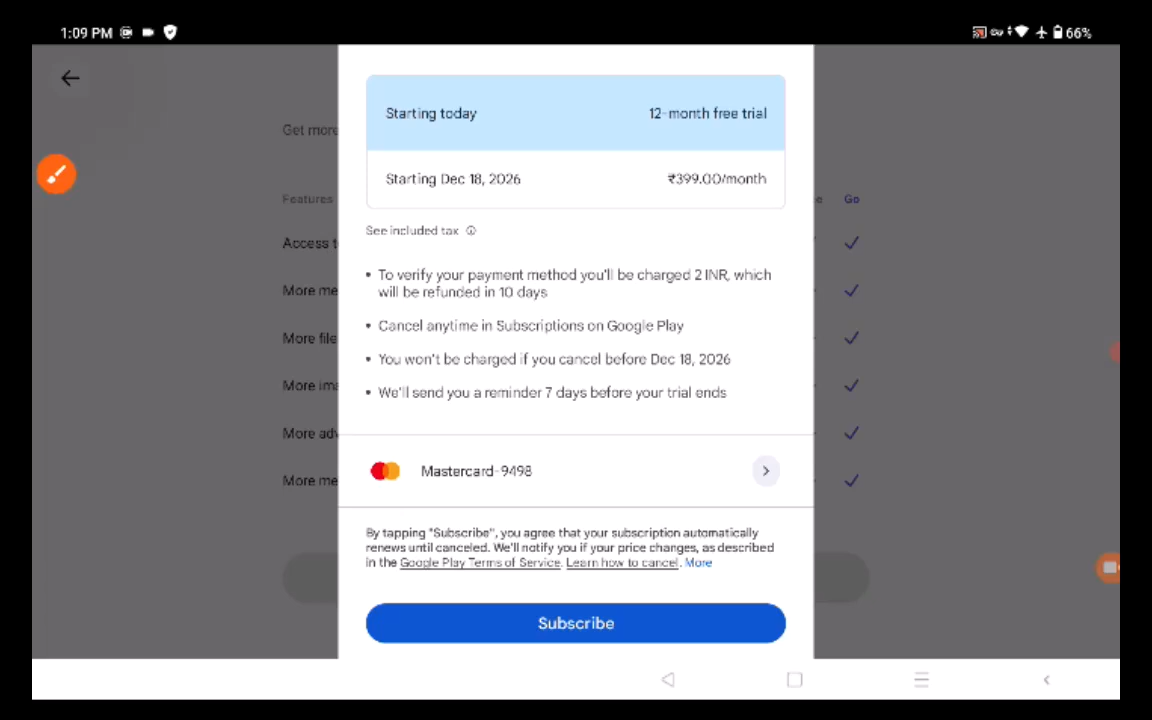 1:09 PM
66%
Get more
Starting today 12-month free trial
Starting Dec 18, 2026 ₹399.00/month
Features Go
See included tax
Access t
• To verify your payment method you'll be charged 2 INR, which
will be refunded in 10 days
More me
• Cancel anytime in Subscriptions on Google Play
More file
• You won't be charged if you cancel before Dec 18, 2026
More ima
• We'll send you a reminder 7 days before your trial ends
More adv
Mastercard-9498
More me
By tapping "Subscribe", you agree that your subscription automatically
renews until canceled. We'll notify you if your price changes, as described
in the Google Play Terms of Service. Learn how to cancel. More
Subscribe